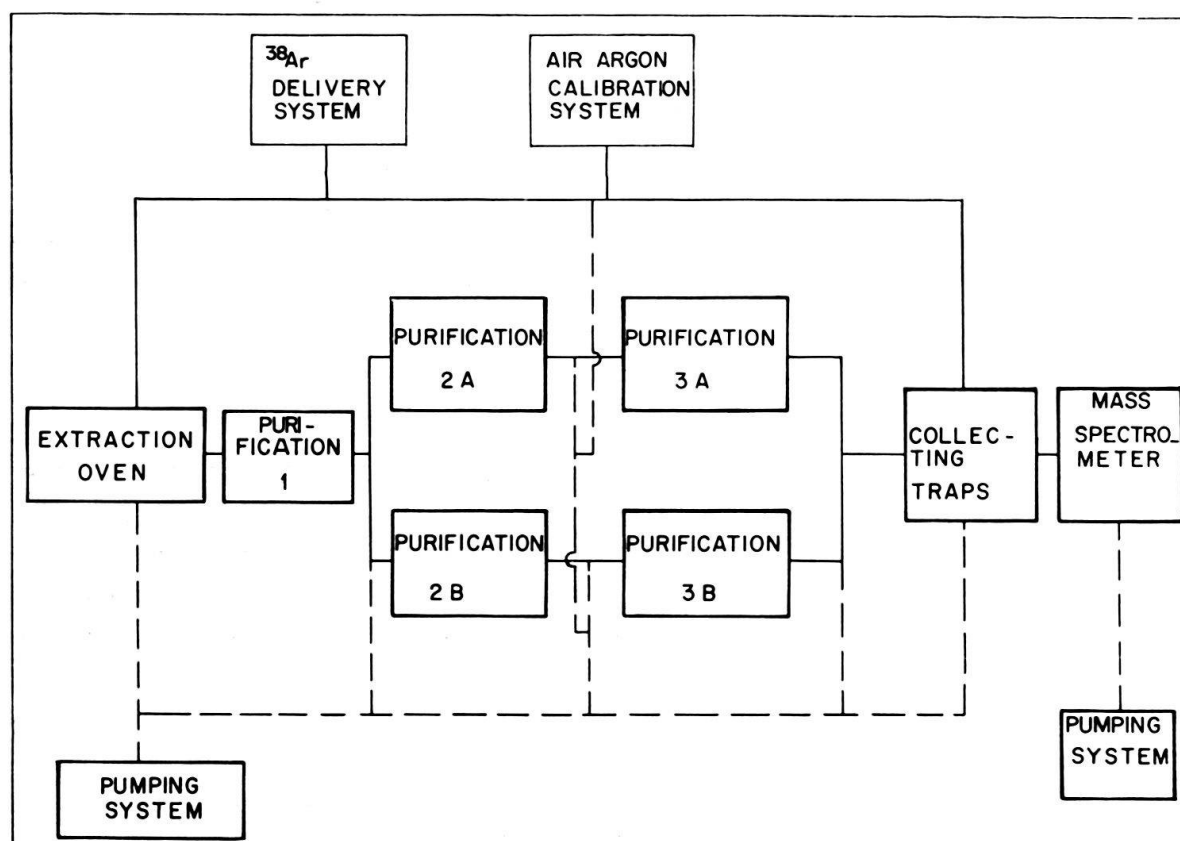 38Ar
DELIVERY
SYSTEM
AIR ARGON
CALIBRATION
SYSTEM
PURIFICATION
2 A
PURIFICATION
3 A
EXTRACTION
OVEN
PURI-
FICATION
1
COLLEC-
TING
TRAPS
MASS
SPECTRO-
METER
PURIFICATION
2 B
PURIFICATION
3 B
PUMPING
SYSTEM
PUMPING
SYSTEM